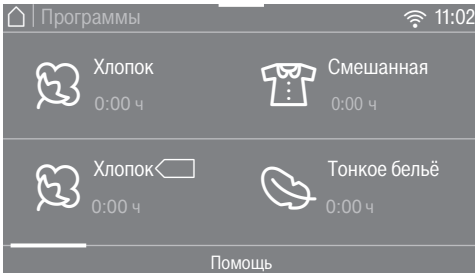 Программы 11:02
Хлопок
0:00 ч
Смешанная
0:00 ч
Хлопок
0:00 ч
Тонкое бельё
0:00 ч
Помощь